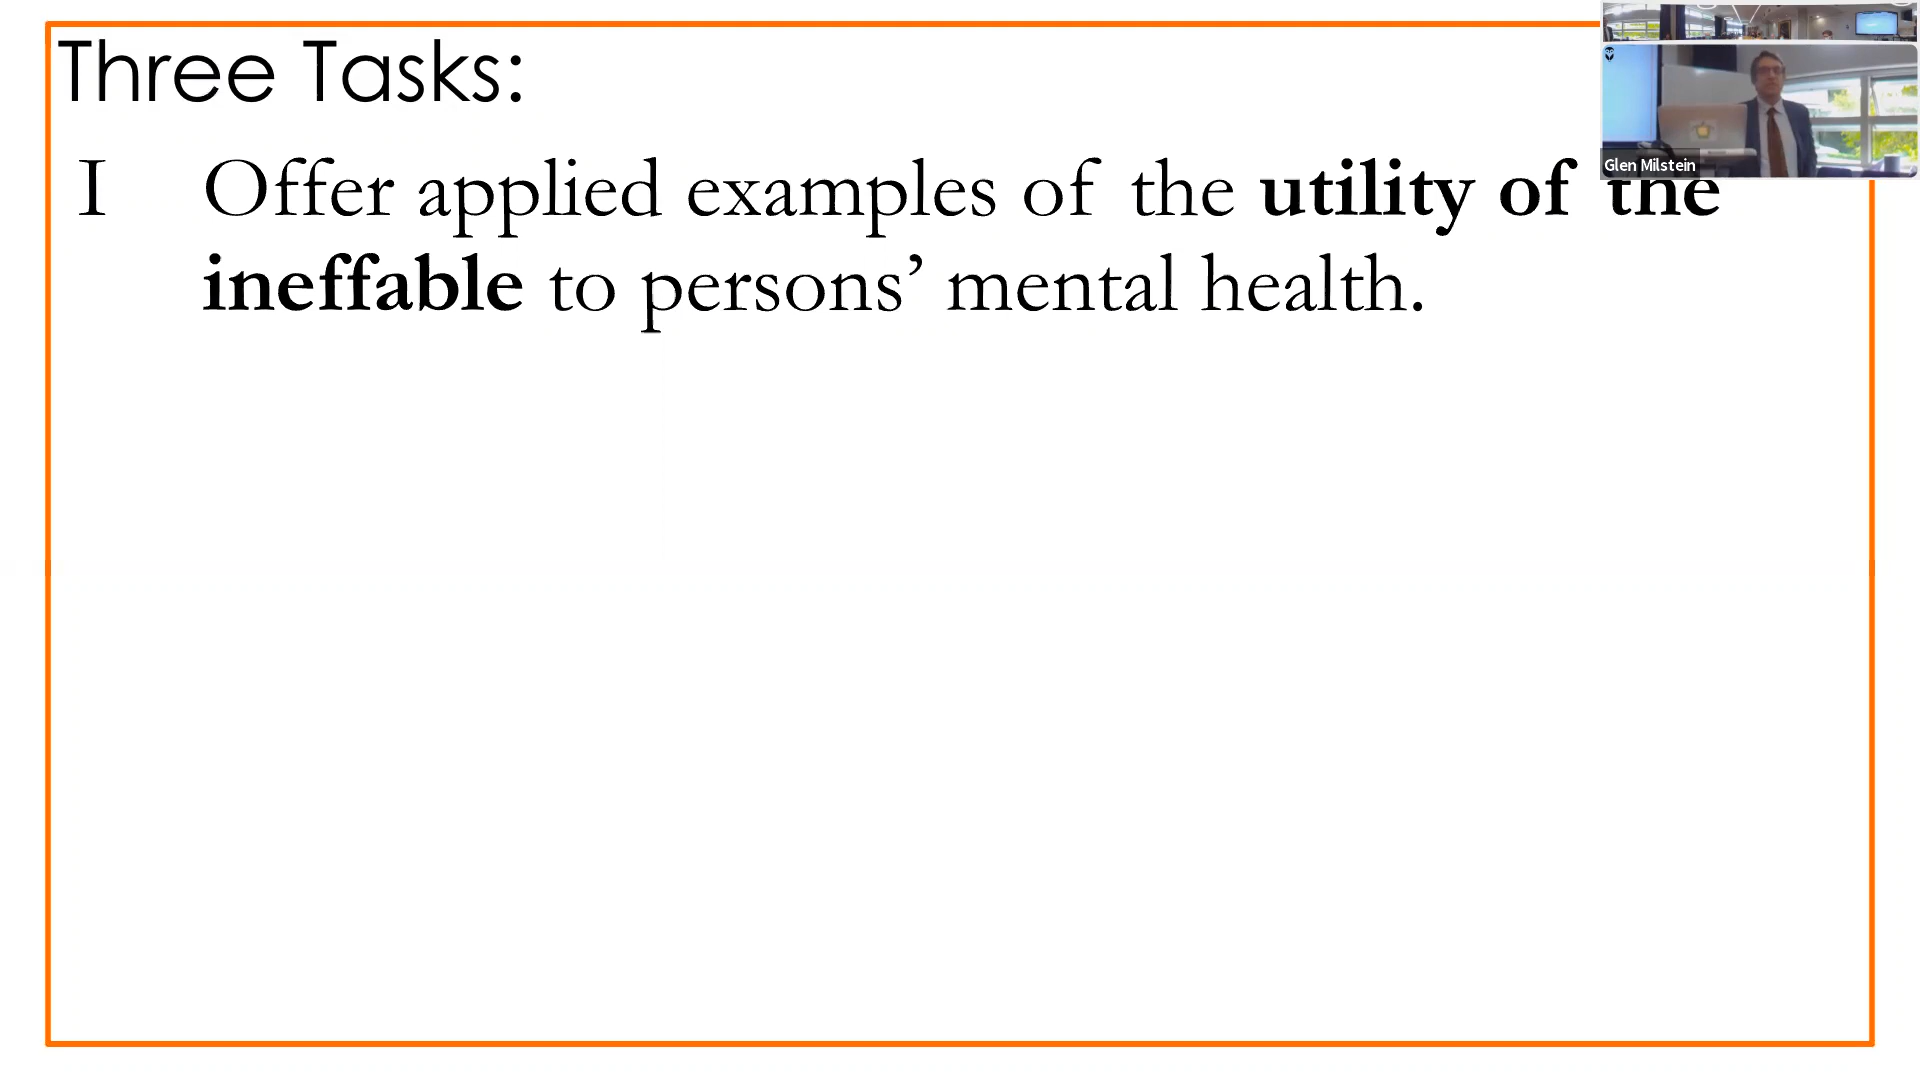 Three Tasks:
I Offer applied examples of the utility of the
ineffable to persons’ mental health.
Glen Milstein